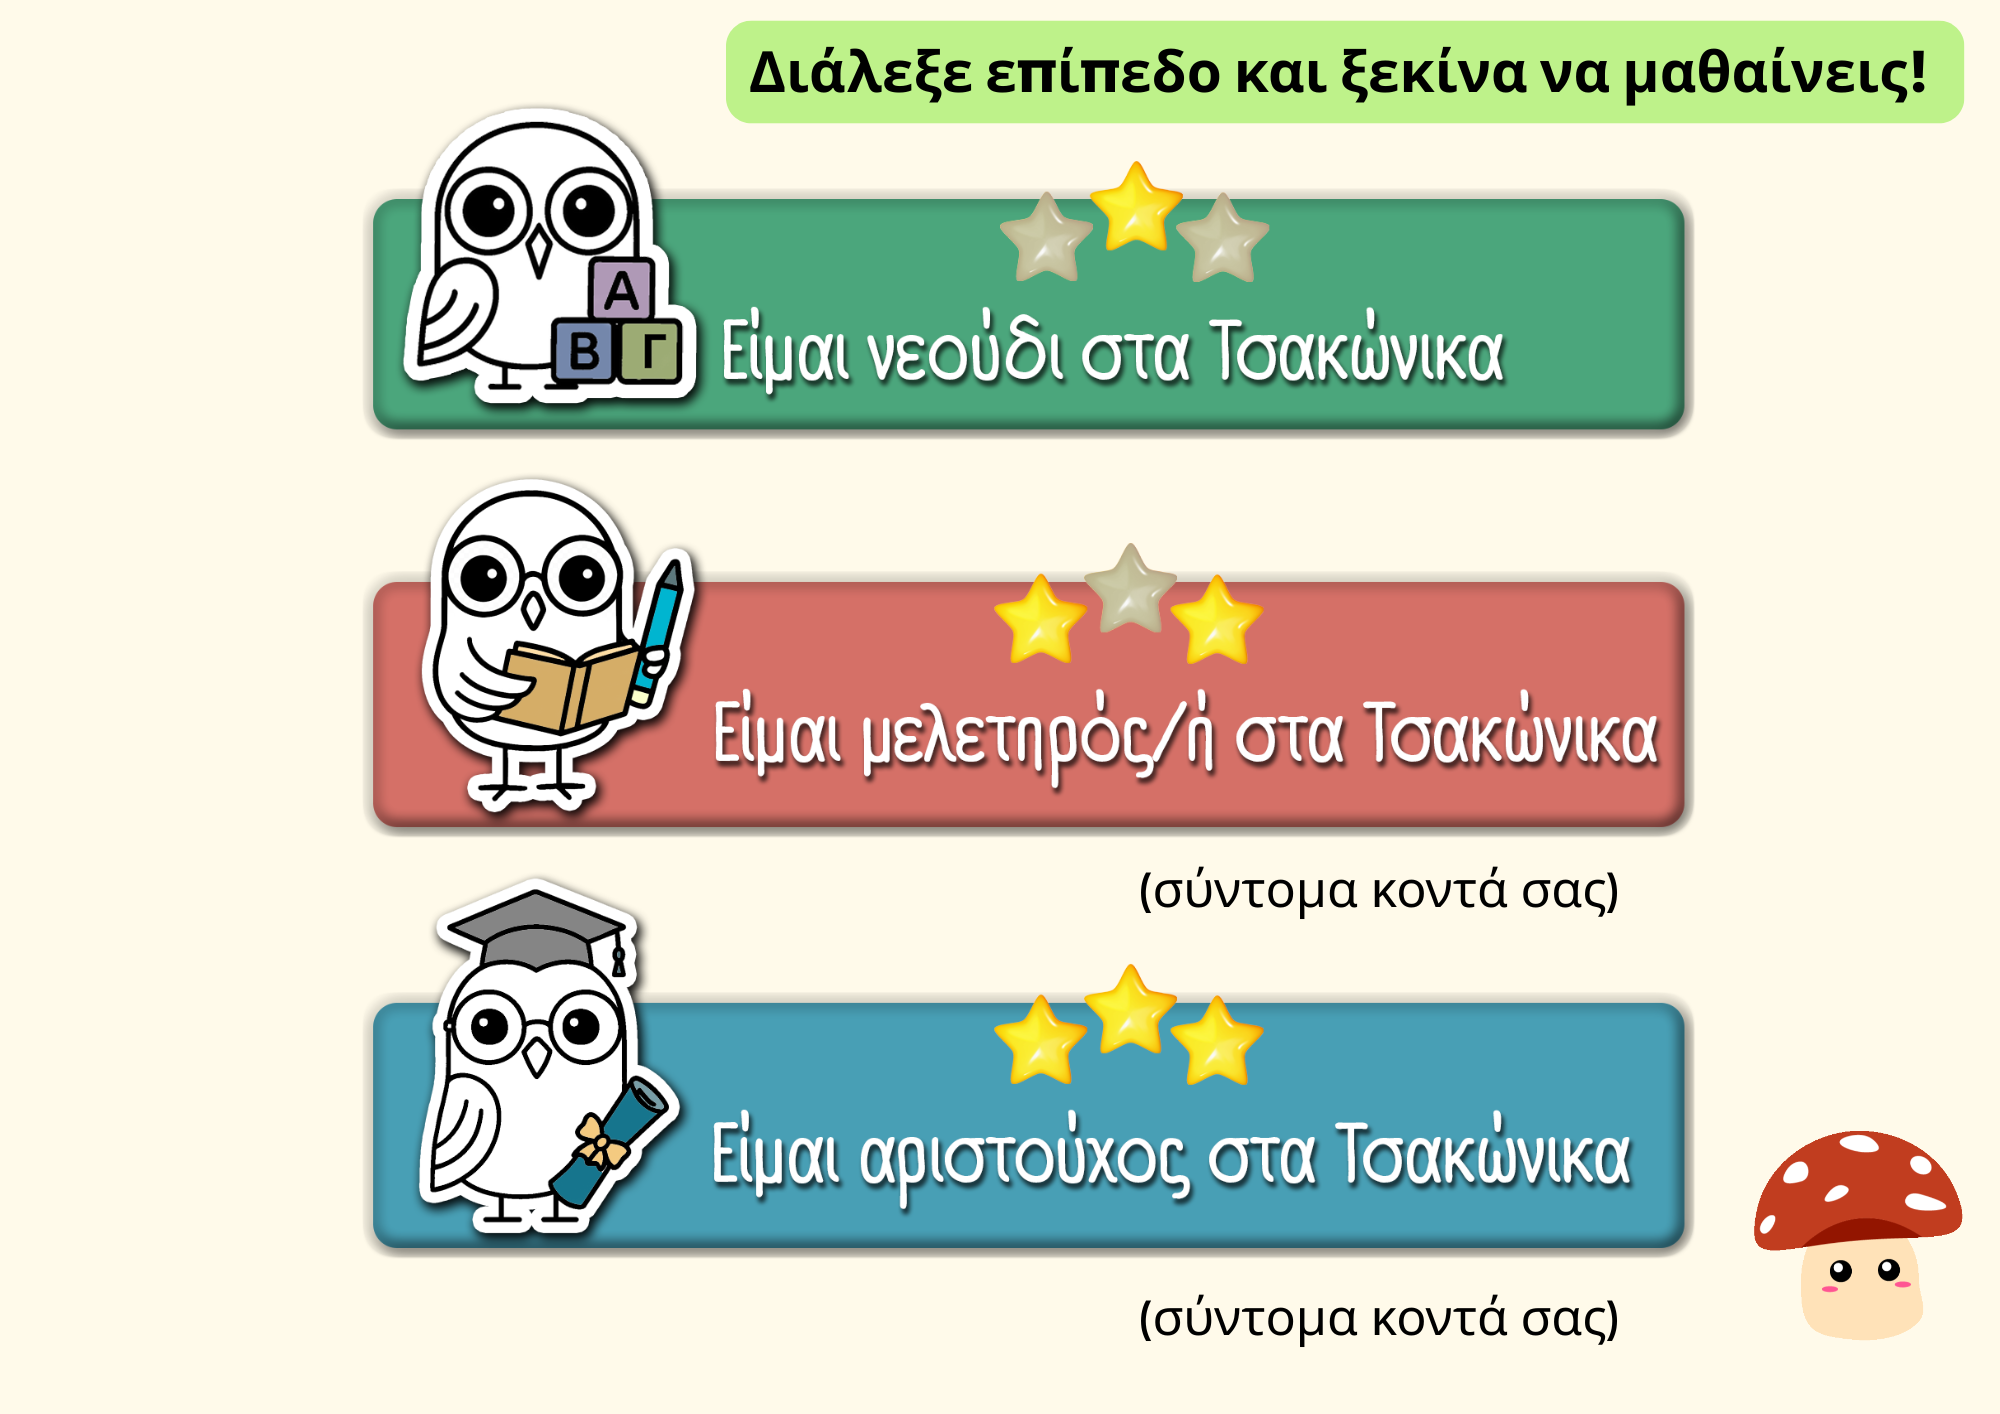 Διάλεξε επίπεδο και ξεκίνα να μαθαίνεις!
Α
Β Γ
Είμαι νεούδι στα Τσακώνικα
Είμαι μελετηρός/ή στα Τσακώνικα
(σύντομα κοντά σας)
Είμαι αριστούχος στα Τσακώνικα
(σύντομα κοντά σας)